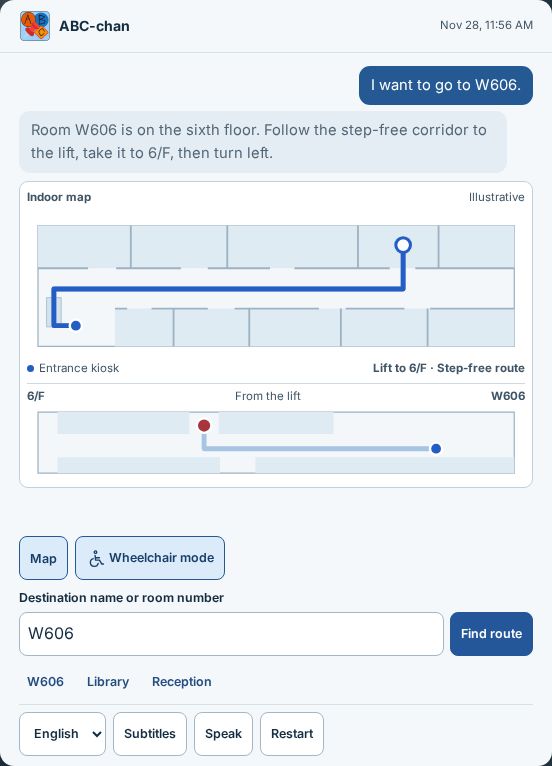 ABC-chan
Nov 28, 11:56 AM
I want to go to W606.
Room W606 is on the sixth floor. Follow the step-free corridor to
the lift, take it to 6/F, then turn left.
Indoor map
Illustrative
Entrance kiosk
Lift to 6/F · Step-free route
6/F
From the lift
W606
Map
Wheelchair mode
Destination name or room number
W606
Find route
W606
Library
Reception
English
Subtitles
Speak
Restart